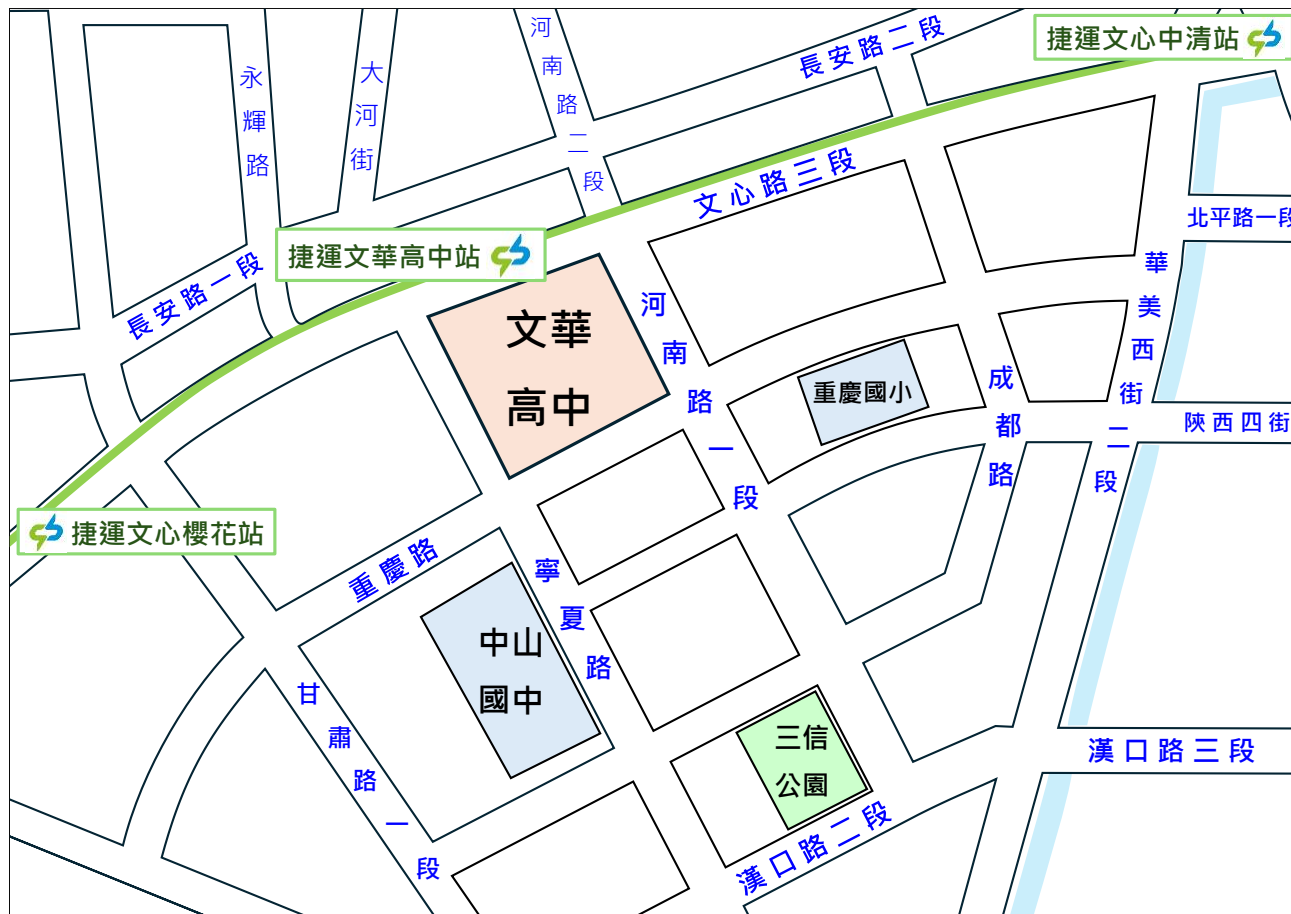 捷運文心中清站
長安路二段
河南路二段
大河街
永輝路
文心路三段
北平路一段
捷運文華高中站
長安路一段
華美西街二段
河南路一段
文華
高中
重慶國小
成都路
陝西四街
捷運文心櫻花站
重慶路
寧夏路
中山
國中
甘肅路一段
三信
公園
漢口路三段
漢口路二段